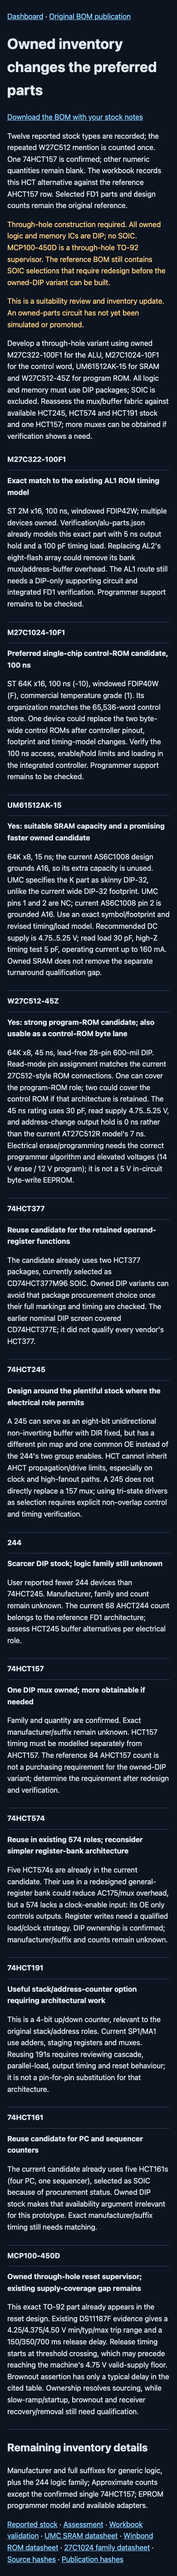 Dashboard · Original BOM publication
Owned inventory
changes the preferred
parts
Download the BOM with your stock notes
Twelve reported stock types are recorded; the
repeated W27C512 mention is counted once.
One 74HCT157 is confirmed; other numeric
quantities remain blank. The workbook records
this HCT alternative against the reference
AHCT157 row. Selected FD1 parts and design
counts remain the original reference.
Through-hole construction required. All owned
logic and memory ICs are DIP; no SOIC.
MCP100-450D is a through-hole TO-92
supervisor. The reference BOM still contains
SOIC selections that require redesign before the
owned-DIP variant can be built.
This is a suitability review and inventory update.
An owned-parts circuit has not yet been
simulated or promoted.
Develop a through-hole variant using owned
M27C322-100F1 for the ALU, M27C1024-10F1
for the control word, UM61512AK-15 for SRAM
and W27C512-45Z for program ROM. All logic
and memory must use DIP packages; SOIC is
excluded. Reassess the mux/buffer fabric against
available HCT245, HCT574 and HCT191 stock
and one HCT157; more muxes can be obtained if
verification shows a need.
M27C322-100F1
Exact match to the existing AL1 ROM timing
model
ST 2M x16, 100 ns, windowed FDIP42W; multiple
devices owned. Verification/alu-parts.json
already models this exact part with 5 ns output
hold and a 100 pF timing load. Replacing AL2's
eight-flash array could remove its bank
mux/address-buffer overhead. The AL1 route still
needs a DIP-only supporting circuit and
integrated FD1 verification. Programmer support
remains to be checked.
M27C1024-10F1
Preferred single-chip control-ROM candidate,
100 ns
ST 64K x16, 100 ns (-10), windowed FDIP40W
(F), commercial temperature grade (1). Its
organization matches the 65,536-word control
store. One device could replace the two byte-
wide control ROMs after controller pinout,
footprint and timing-model changes. Verify the
100 ns access, enable/hold limits and loading in
the integrated controller. Programmer support
remains to be checked.
UM61512AK-15
Yes: suitable SRAM capacity and a promising
faster owned candidate
64K x8, 15 ns; the current AS6C1008 design
grounds A16, so its extra capacity is unused.
UMC specifies the K part as skinny DIP-32,
unlike the current wide DIP-32 footprint. UMC
pins 1 and 2 are NC; current AS6C1008 pin 2 is
grounded A16. Use an exact symbol/footprint and
revised timing/load model. Recommended DC
supply is 4.75..5.25 V; read load 30 pF, high-Z
timing test 5 pF, operating current up to 160 mA.
Owned SRAM does not remove the separate
turnaround qualification gap.
W27C512-45Z
Yes: strong program-ROM candidate; also
usable as a control-ROM byte lane
64K x8, 45 ns, lead-free 28-pin 600-mil DIP.
Read-mode pin assignment matches the current
27C512-style ROM connections. One can cover
the program-ROM role; two could cover the
control ROM if that architecture is retained. The
45 ns rating uses 30 pF, read supply 4.75..5.25 V,
and address-change output hold is 0 ns rather
than the current AT27C512R model's 7 ns.
Electrical erase/programming needs the correct
programmer algorithm and elevated voltages (14
V erase / 12 V program); it is not a 5 V in-circuit
byte-write EEPROM.
74HCT377
Reuse candidate for the retained operand-
register functions
The candidate already uses two HCT377
packages, currently selected as
CD74HCT377M96 SOIC. Owned DIP variants can
avoid that package procurement choice once
their full marking and timing are checked. The
earlier nominal DIP screen covered
CD74HCT377E; it did not qualify every vendor's
HCT377.
74HCT245
Design around the plentiful stock where the
electrical role permits
A 245 can serve as an eight-bit unidirectional
non-inverting buffer with DIR fixed, but has a
different pin map and one common OE instead of
the 244's two group enables. HCT cannot inherit
AHCT propagation/drive limits, especially on
clock and high-fanout paths. A 245 does not
directly replace a 157 mux; using tri-state drivers
as selection requires explicit non-overlap control
and timing verification.
244
Scarcer DIP stock; logic family still unknown
User reported fewer 244 devices than
74HCT245. Manufacturer, family and count
remain unknown. The current 68 AHCT244 count
belongs to the reference FD1 architecture;
assess HCT245 buffer alternatives per electrical
role.
74HCT157
One DIP mux owned; more obtainable if
needed
Family and quantity are confirmed. Exact
manufacturer/suffix remain unknown. HCT157
timing must be modelled separately from
AHCT157. The reference 84 AHCT157 count is
not a purchasing requirement for the owned-DIP
variant; determine the requirement after redesign
and verification.
74HCT574
Reuse in existing 574 roles; reconsider
simpler register-bank architecture
Five HCT574s are already in the current
candidate. Their use in a redesigned general-
register bank could reduce AC175/mux overhead,
but a 574 lacks a clock-enable input: its OE only
controls outputs. Register writes need a qualified
load/clock strategy. DIP ownership is confirmed;
manufacturer/suffix and counts remain unknown.
74HCT191
Useful stack/address-counter option
requiring architectural work
This is a 4-bit up/down counter, relevant to the
original stack/address roles. Current SP1/MA1
use adders, staging registers and muxes.
Reusing 191s requires reviewing cascade,
parallel-load, output timing and reset behaviour;
it is not a pin-for-pin substitution for that
architecture.
74HCT161
Reuse candidate for PC and sequencer
counters
The current candidate already uses five HCT161s
(four PC, one sequencer), selected as SOIC
because of procurement status. Owned DIP
stock makes that availability argument irrelevant
for this prototype. Exact manufacturer/suffix
timing still needs matching.
MCP100-450D
Owned through-hole reset supervisor;
existing supply-coverage gap remains
This exact TO-92 part already appears in the
reset design. Existing DS11187F evidence gives a
4.25/4.375/4.50 V min/typ/max trip range and a
150/350/700 ms release delay. Release timing
starts at threshold crossing, which may precede
reaching the machine's 4.75 V valid-supply floor.
Brownout assertion has only a typical delay in the
cited table. Ownership resolves sourcing, while
slow-ramp/startup, brownout and receiver
recovery/removal still need qualification.
Remaining inventory details
Manufacturer and full suffixes for generic logic,
plus the 244 logic family; Approximate counts
except the confirmed single 74HCT157; EPROM
programmer model and available adapters.
Reported stock · Assessment · Workbook
validation · UMC SRAM datasheet · Winbond
ROM datasheet · 27C1024 family datasheet ·
Source hashes · Publication hashes